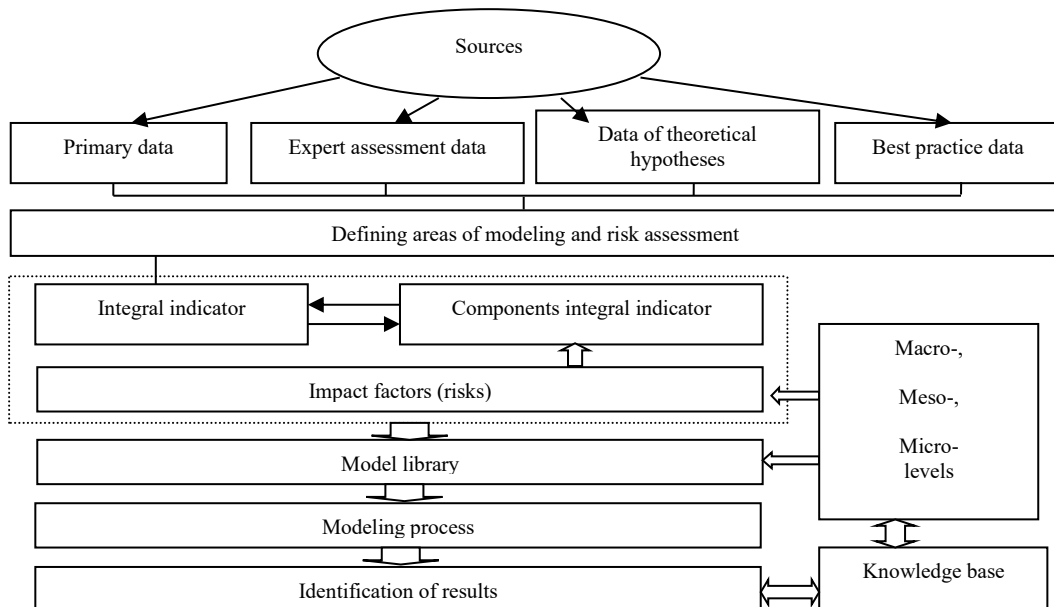 Sources
Primary data
Expert assessment data
Data of theoretical
hypotheses
Best practice data
Defining areas of modeling and risk assessment
Integral indicator
Components integral indicator
Impact factors (risks)
Macro-,
Meso-,
Micro-
levels
Model library
Modeling process
Identification of results
Knowledge base